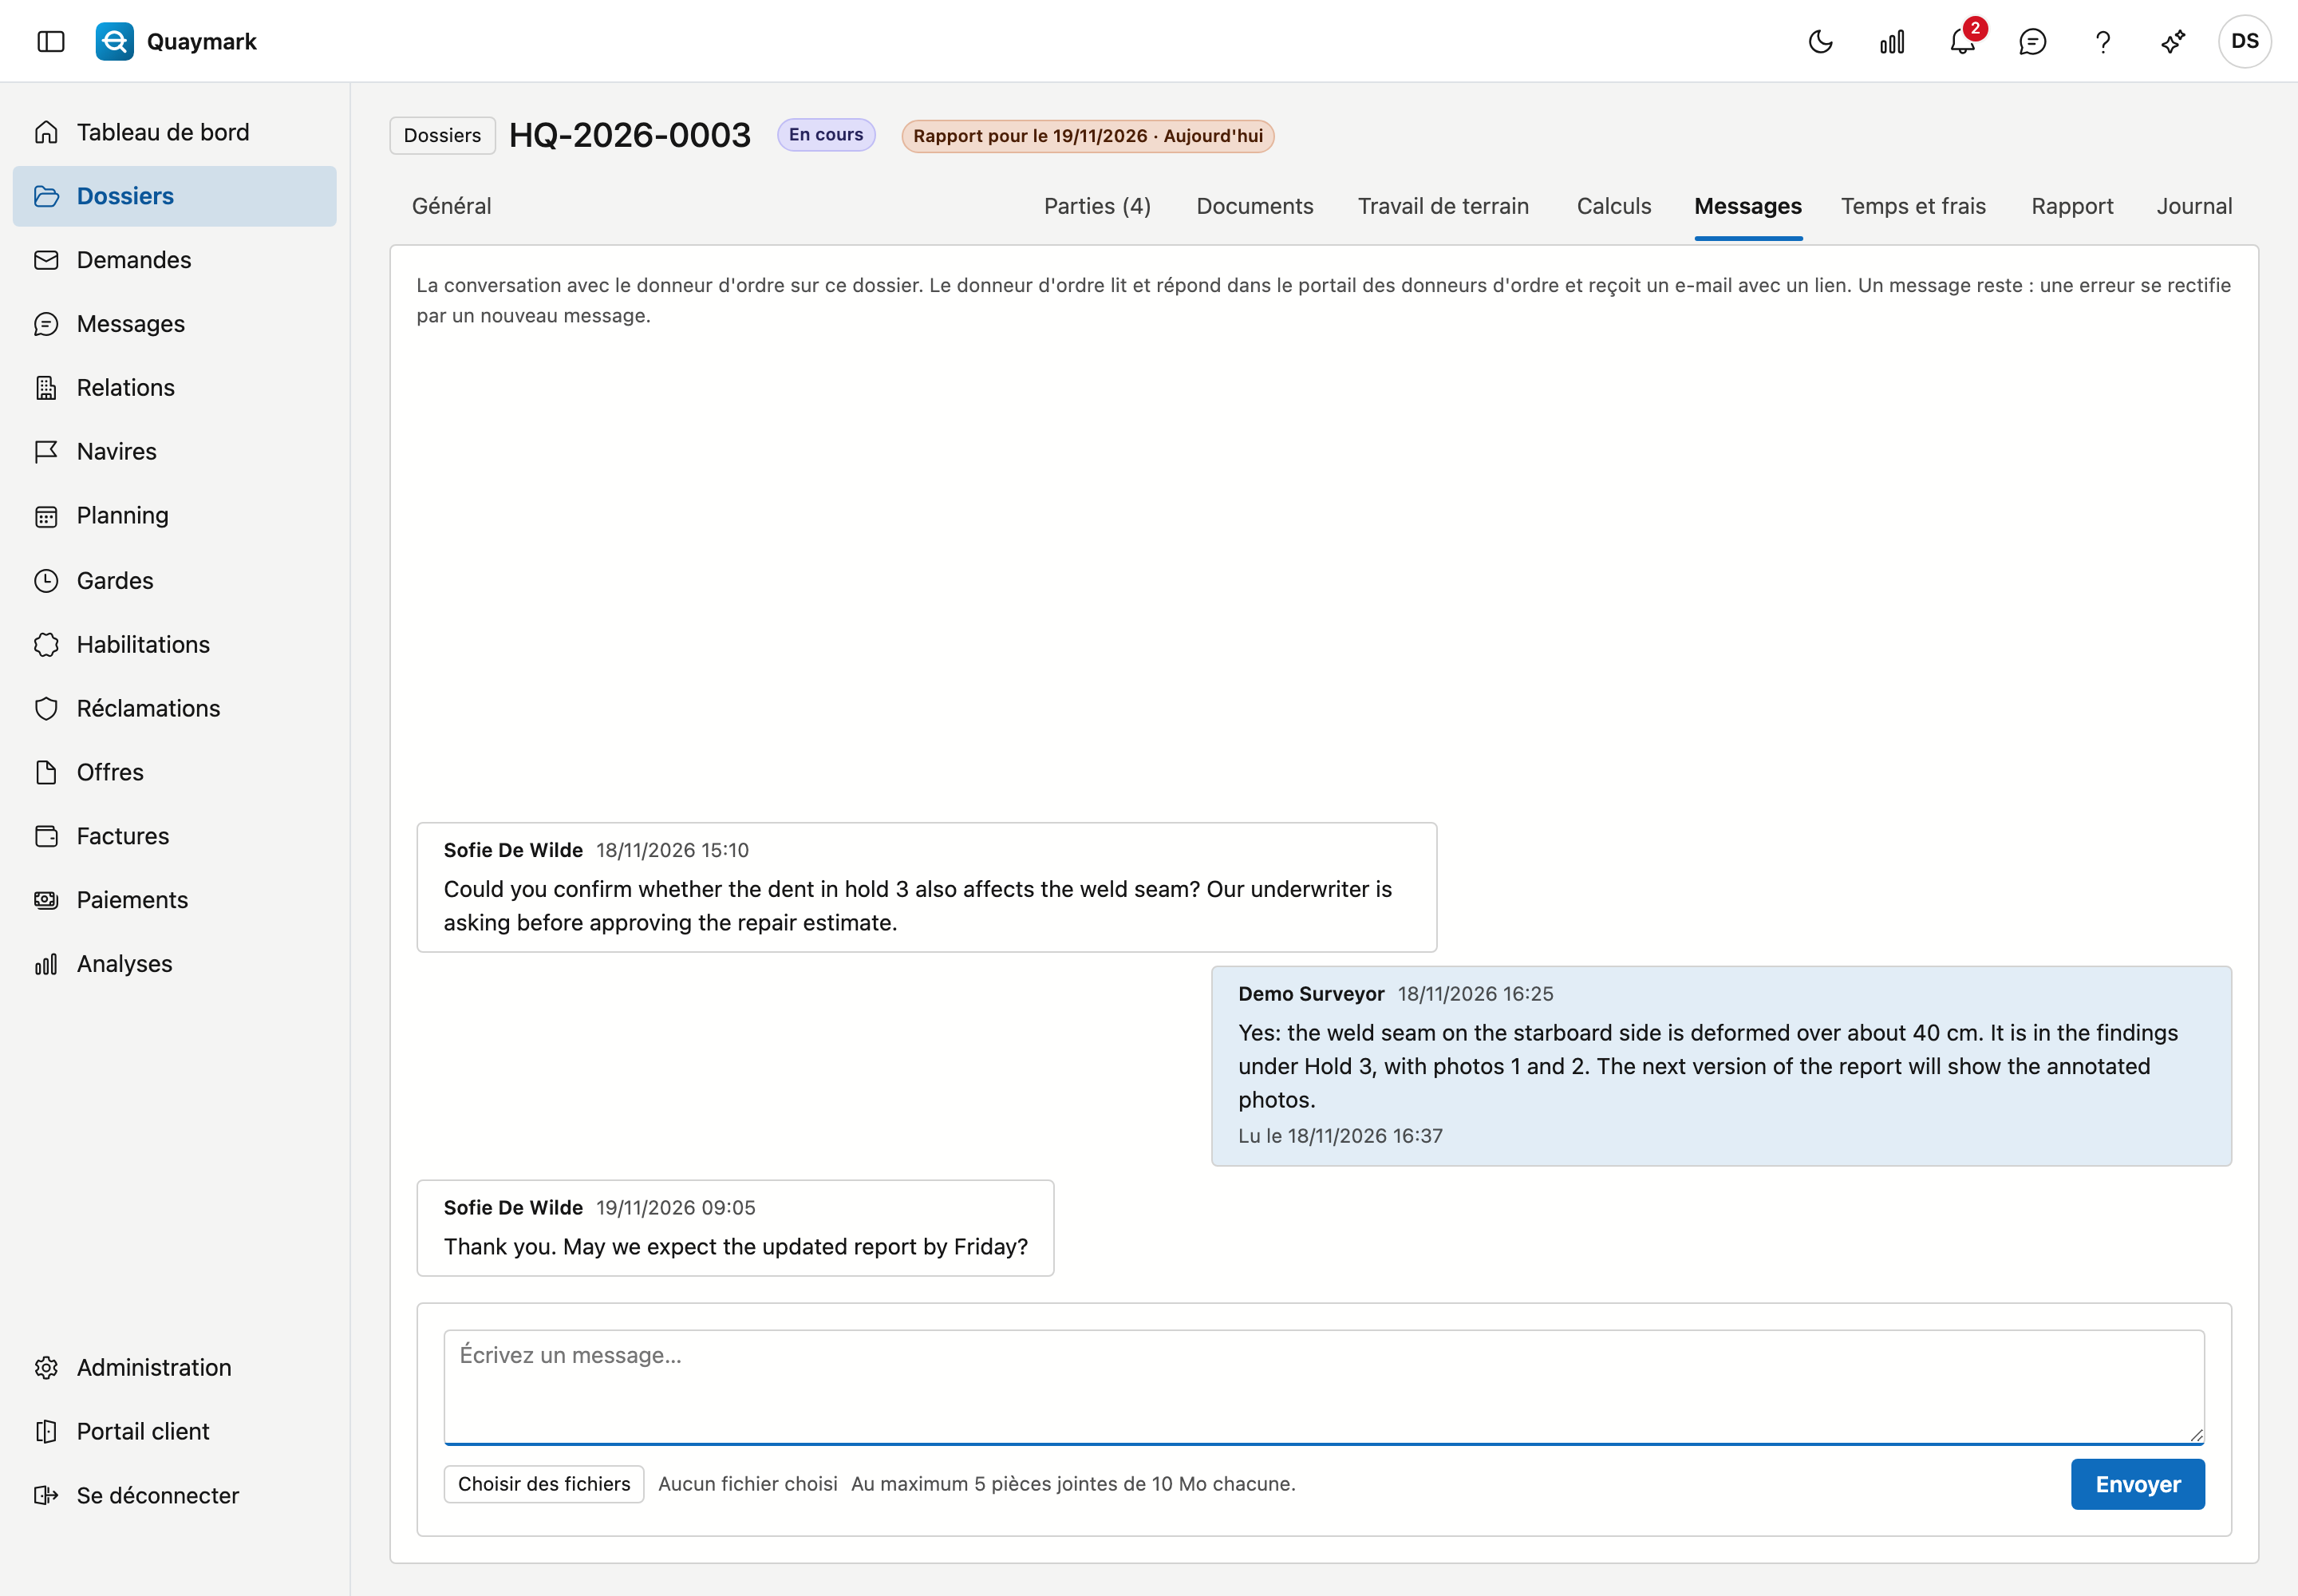 Quaymark
2
DS
Tableau de bord
Dossiers
Demandes
Messages
Relations
Navires
Planning
Gardes
Habilitations
Réclamations
Offres
Factures
Paiements
Analyses
Administration
Portail client
Se déconnecter
Dossiers HQ-2026-0003 En cours Rapport pour le 19/11/2026 · Aujourd'hui
Général Parties (4) Documents Travail de terrain Calculs Messages Temps et frais Rapport Journal
La conversation avec le donneur d'ordre sur ce dossier. Le donneur d'ordre lit et répond dans le portail des donneurs d'ordre et reçoit un e-mail avec un lien. Un message reste : une erreur se rectifie
par un nouveau message.
Sofie De Wilde 18/11/2026 15:10
Could you confirm whether the dent in hold 3 also affects the weld seam? Our underwriter is
asking before approving the repair estimate.
Demo Surveyor 18/11/2026 16:25
Yes: the weld seam on the starboard side is deformed over about 40 cm. It is in the findings
under Hold 3, with photos 1 and 2. The next version of the report will show the annotated
photos.
Lu le 18/11/2026 16:37
Sofie De Wilde 19/11/2026 09:05
Thank you. May we expect the updated report by Friday?
Écrivez un message...
Choisir des fichiers Aucun fichier choisi Au maximum 5 pièces jointes de 10 Mo chacune.
Envoyer